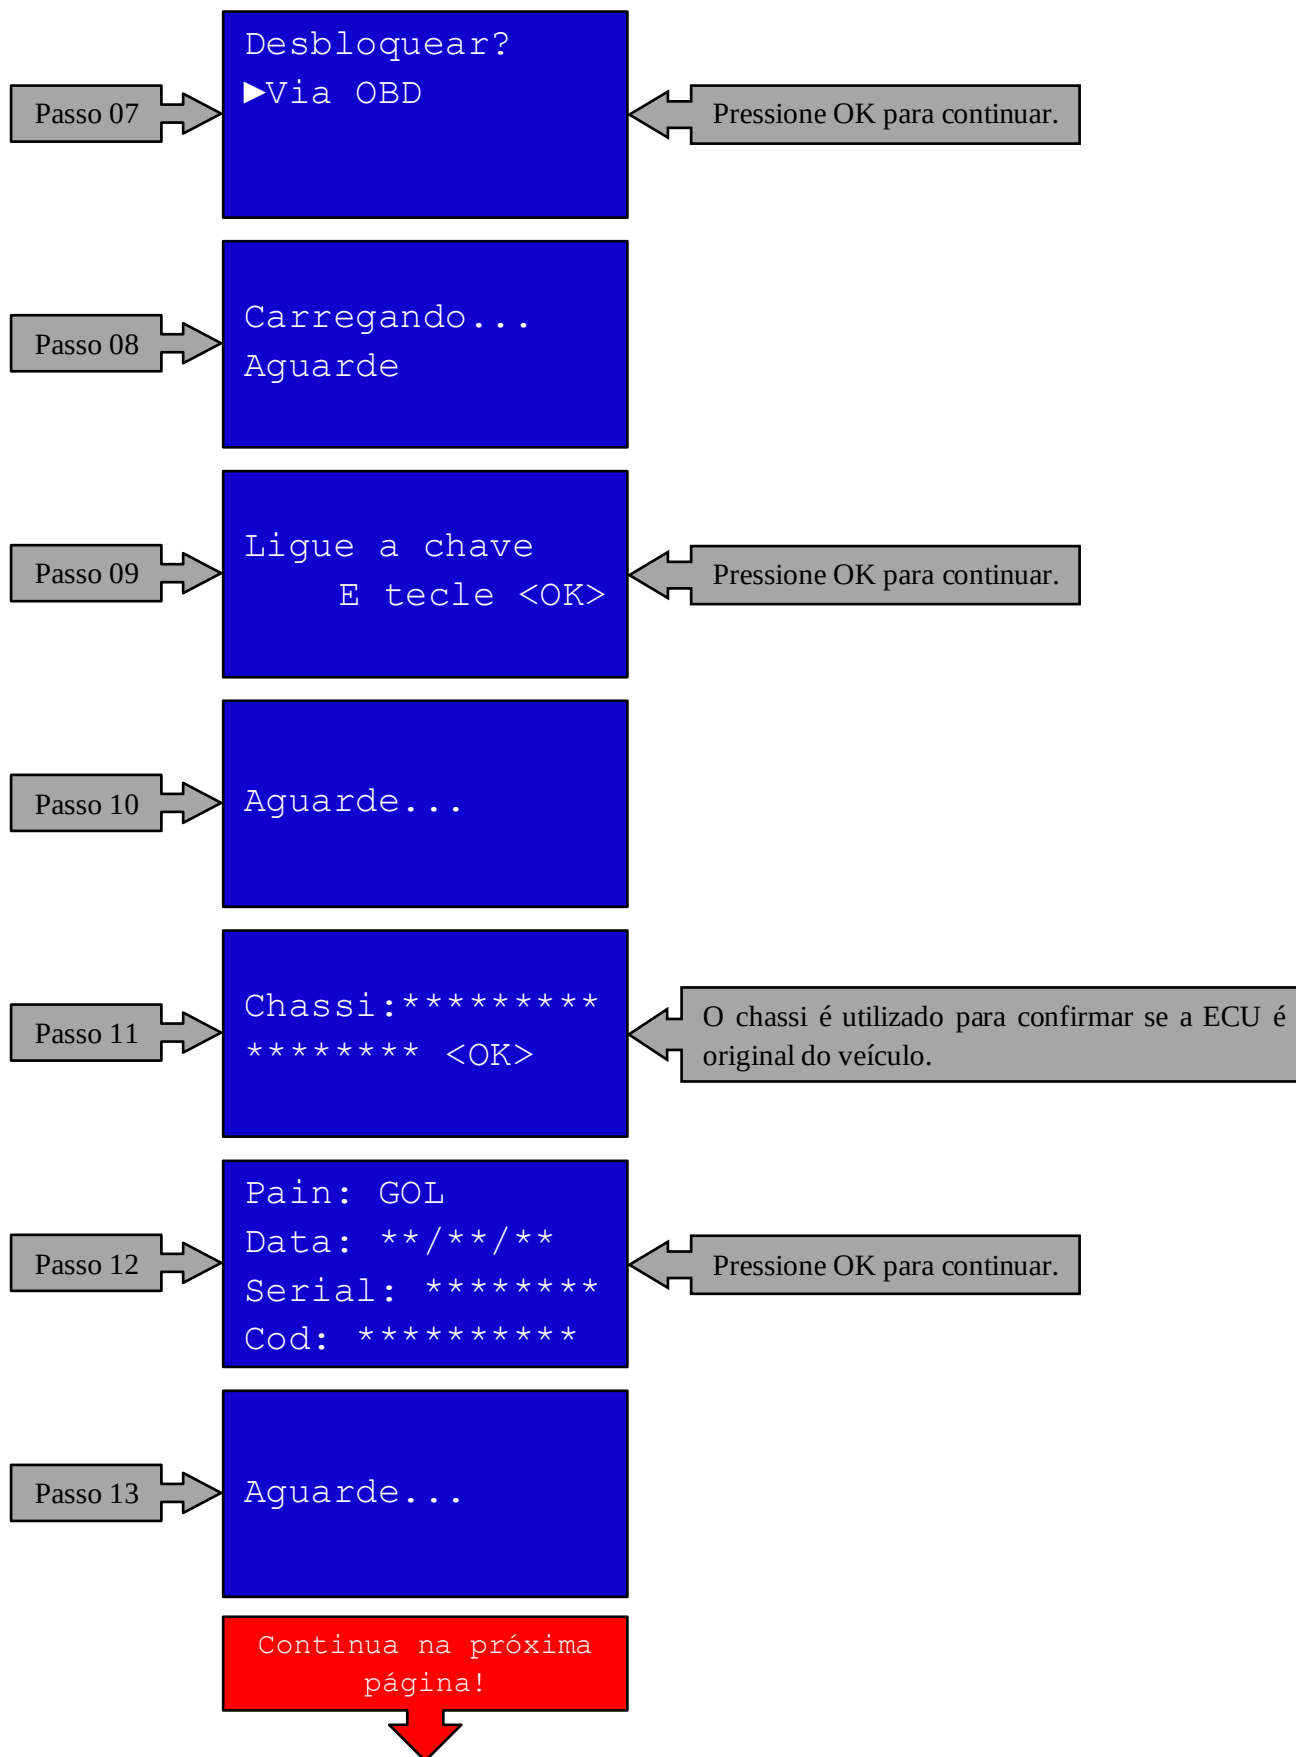 Desbloquear?
►Via OBD
Passo 07
Pressione OK para continuar.
Carregando...
Aguarde
Passo 08
Ligue a chave
E tecle <OK>
Passo 09
Pressione OK para continuar.
Aguarde...
Passo 10
Chassi:*********
******** <OK>
Passo 11
O chassi é utilizado para confirmar se a ECU é
original do veículo.
Pain: GOL
Data: **/**/**
Serial: ********
Cod: **********
Passo 12
Pressione OK para continuar.
Aguarde...
Passo 13
Continua na próxima
página!